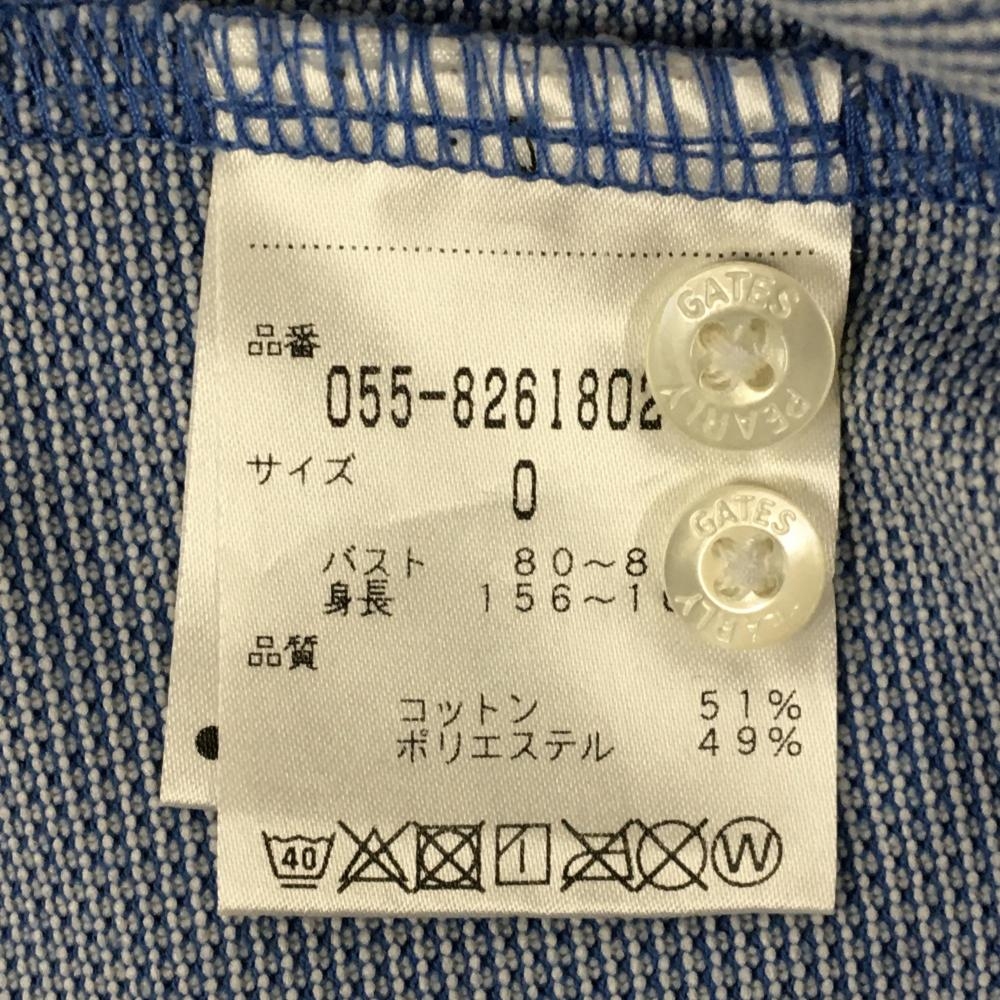 品番
055-8261802
サイズ
0
バスト 80～8
身長 156～1
品質
コットン 51%
ポリエステル 49%
40
W
GATES
PEARLY
GATES
PEARLY